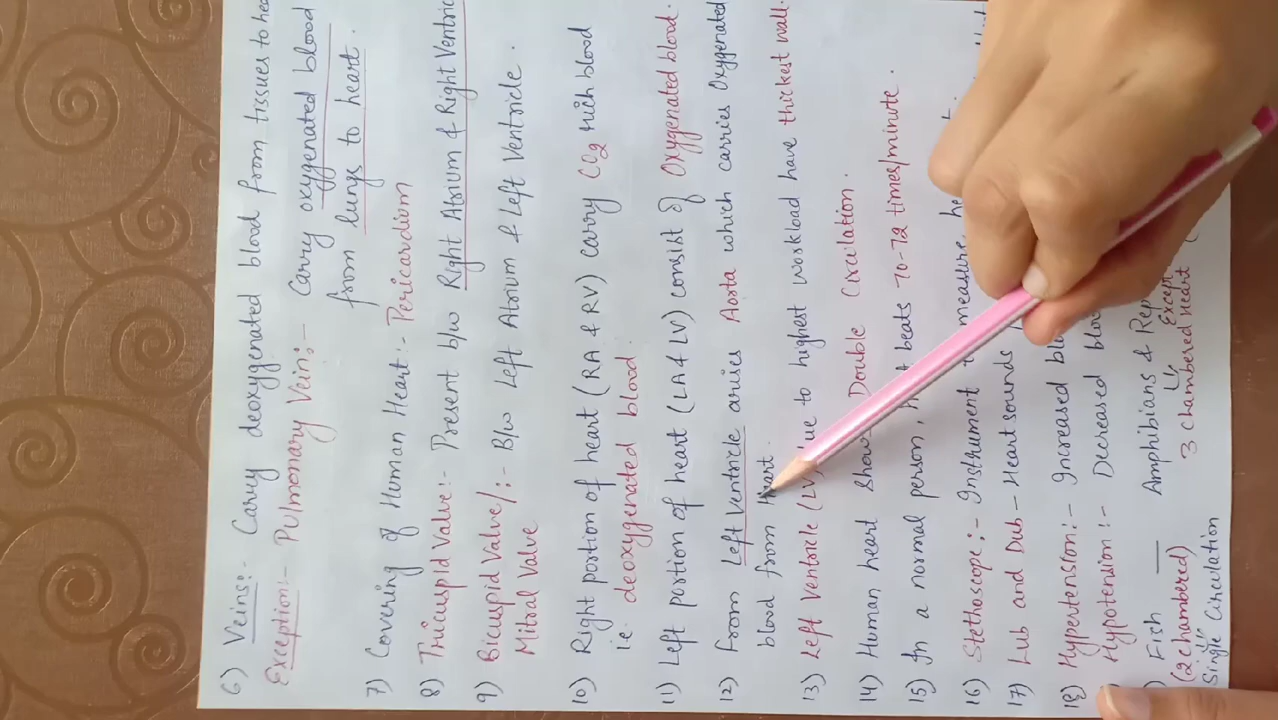 6) Veins:- Carry deoxygenated blood from tissues to
Exception:- Pulmonary Vein:- Carry oxygenated blood
from lungs to heart.
7) Covering of Human Heart:- Pericardium
8) Tricuspid Valve:- Present b/w Right Atrium & Right
9) Bicuspid Valve/:- B/w Left Atrium & Left Ventricle.
Mitral Valve
10) Right portion of heart (RA & RV) carry CO2 rich blood
ie. deoxygenated blood.
11) Left portion of heart (LA & LV) consist of Oxygenated blood.
12) From Left Ventricle arises Aorta which carries Oxygenated
blood from Heart.
13) Left Ventricle (LV) to highest workload have thickest wall.
14) Human heart Double Circulation.
15) In a normal person, beats 70-72 times/minute.
16) Stethoscope:- Instrument measure
17) Lub and Dub - Heart sounds
18) Hypertension:- Increased
Hypotension:- Decreased
) Fish — Amphibians &
(2 chambered) Except
Single Circulation 3 chambered heart